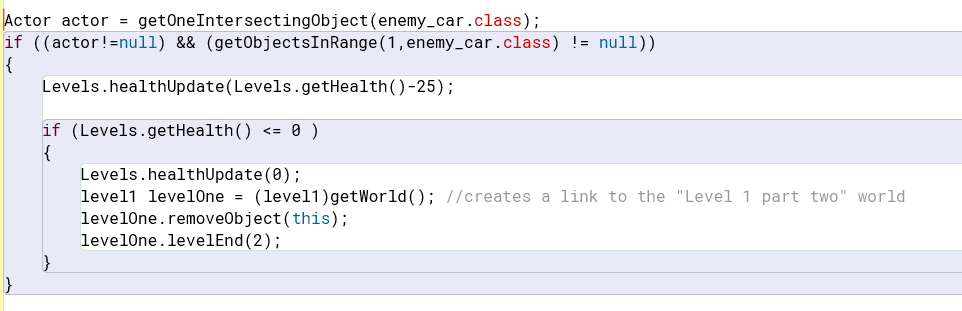 Actor actor = getOneIntersectingObject(enemy_car.class);
if ((actor!=null) && (getObjectsInRange(1,enemy_car.class) != null))
{
Levels.healthUpdate(Levels.getHealth()-25);
if (Levels.getHealth() <= 0 )
{
Levels.healthUpdate(0);
level1 levelOne = (level1)getWorld(); //creates a link to the "Level 1 part two" world
levelOne.removeObject(this);
levelOne.levelEnd(2);
}
}